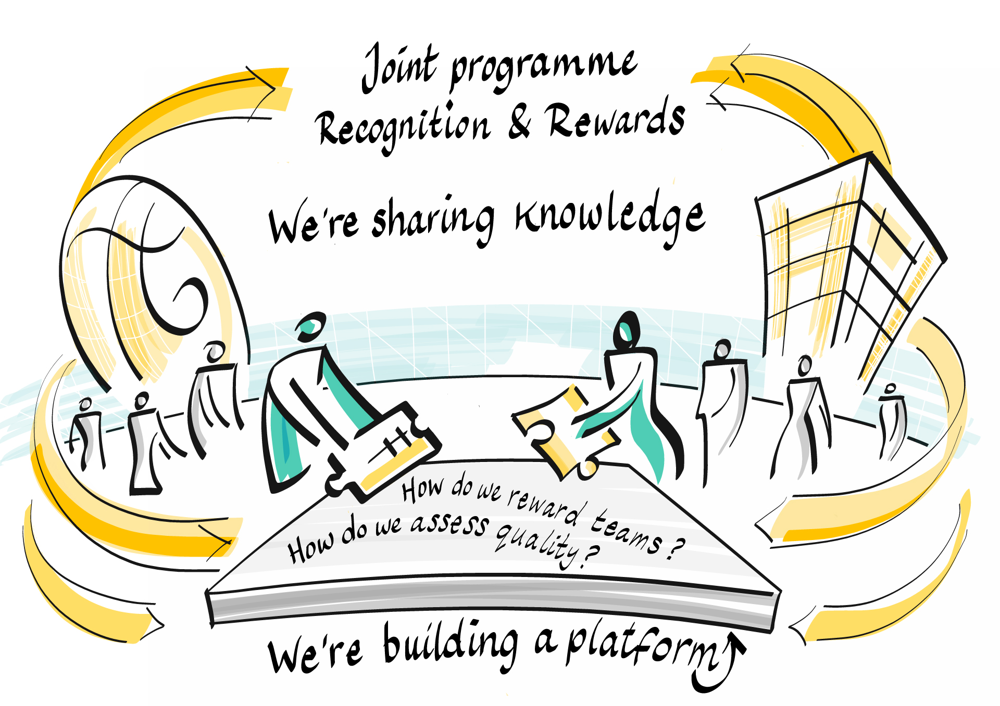 Joint programme
Recognition & Rewards
We're sharing knowledge
How do we reward teams?
How do we assess quality?
We're building a platform